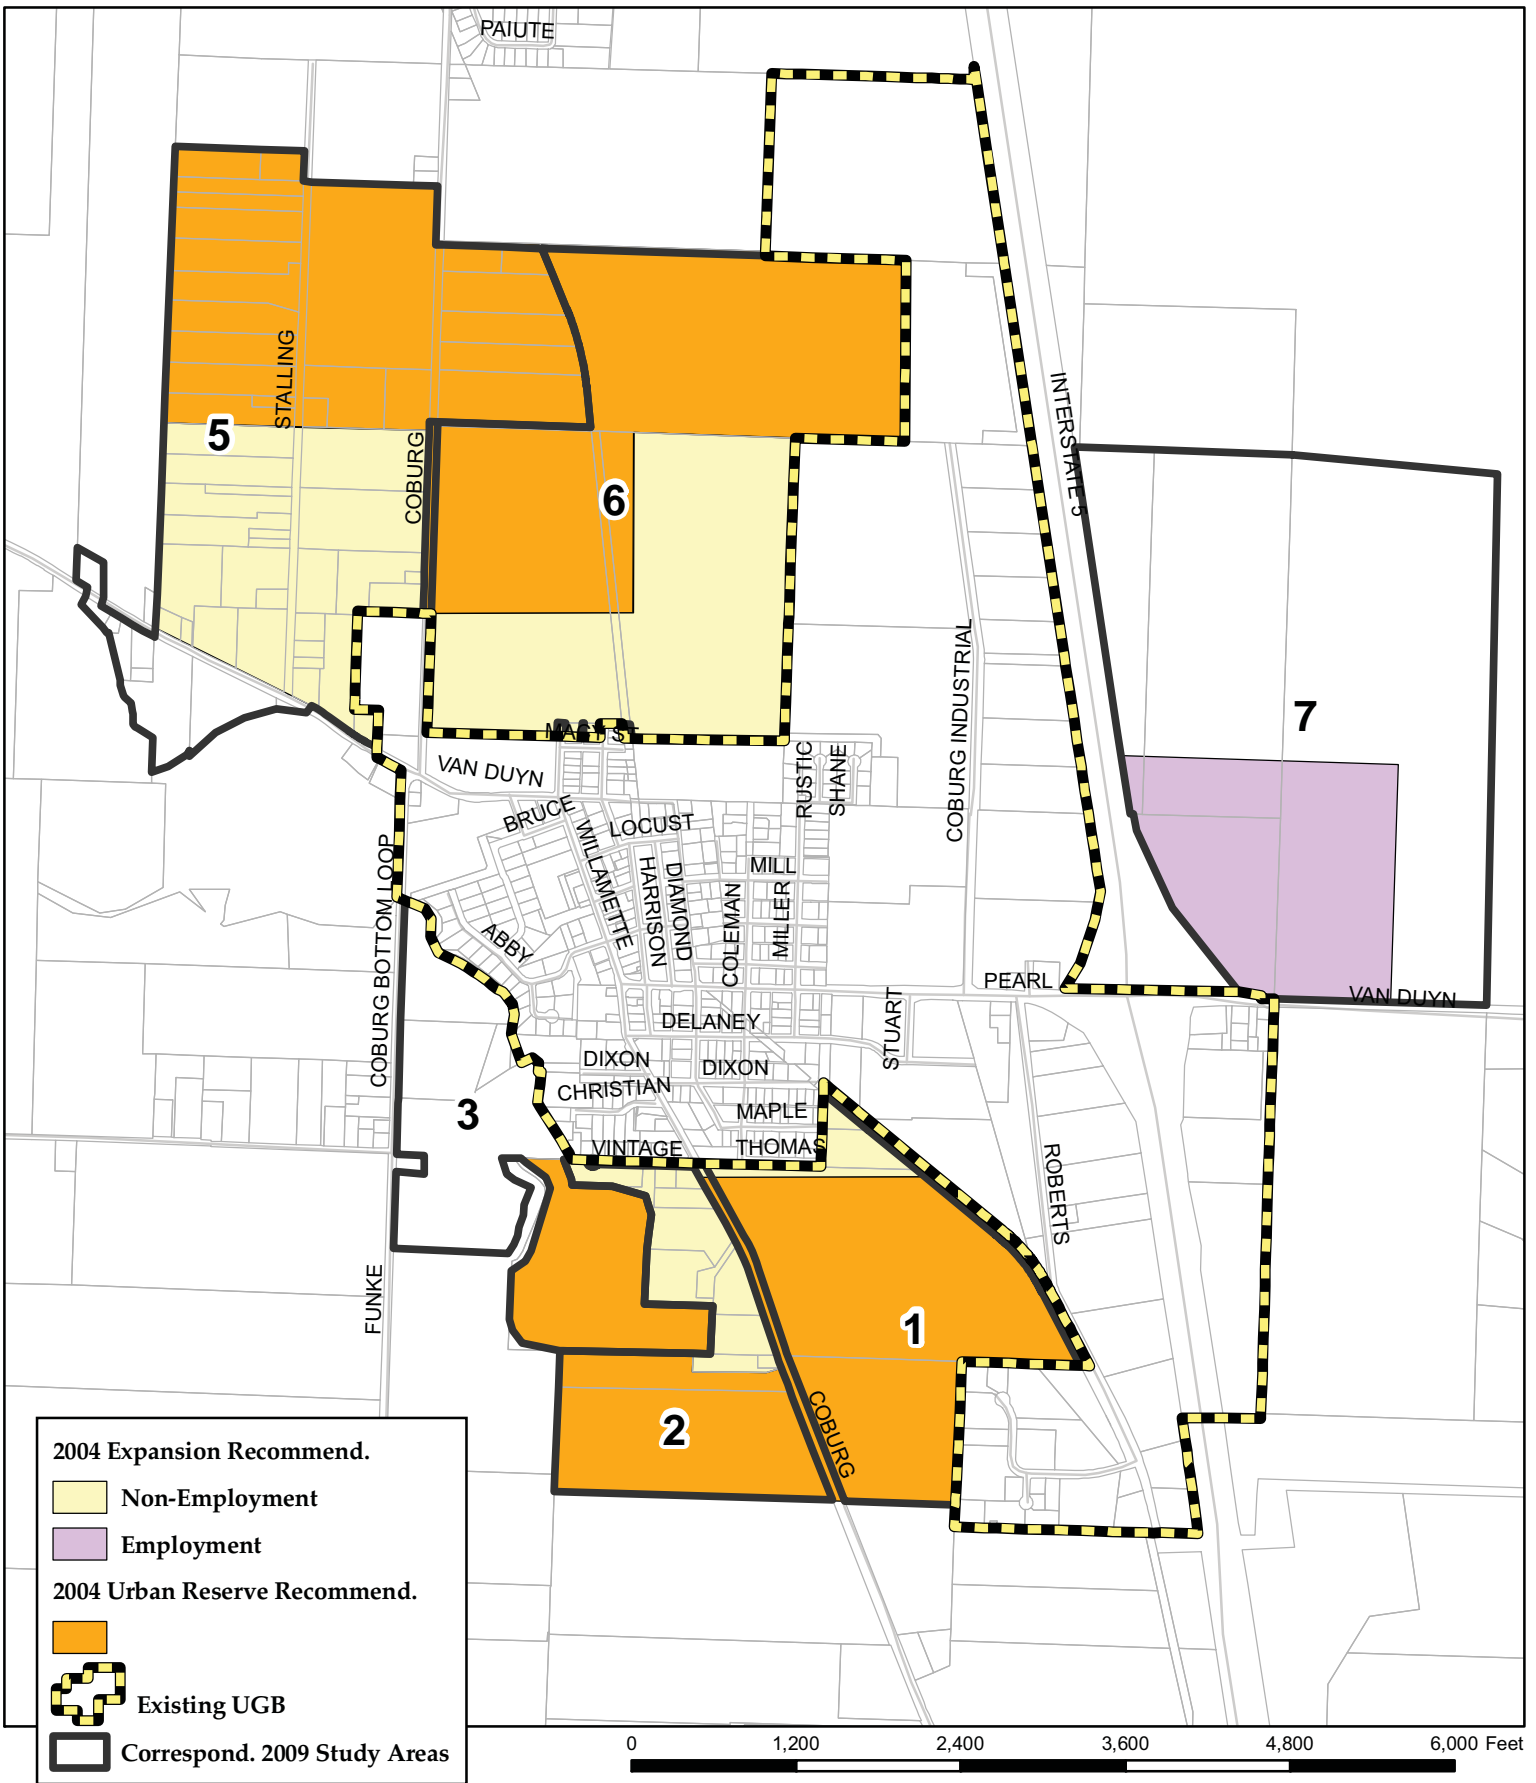 PAIUTE
STALLING
5
COBURG
6
INTERSTATE 5
7
MACY ST
VAN DUYN
RUSTIC
SHANE
COBURG INDUSTRIAL
BRUCE
LOCUST
WILLAMETTE
HARRISON
DIAMOND
MILL
COLEMAN
MILLER
COBURG BOTTOM LOOP
ABBY
PEARL
VAN DUYN
STUART
DELANEY
DIXON
DIXON
CHRISTIAN
3
MAPLE
VINTAGE
THOMAS
ROBERTS
FUNKE
1
2
COBURG
2004 Expansion Recommend.
Non-Employment
Employment
2004 Urban Reserve Recommend.
Existing UGB
Correspond. 2009 Study Areas
0 1,200 2,400 3,600 4,800 6,000 Feet